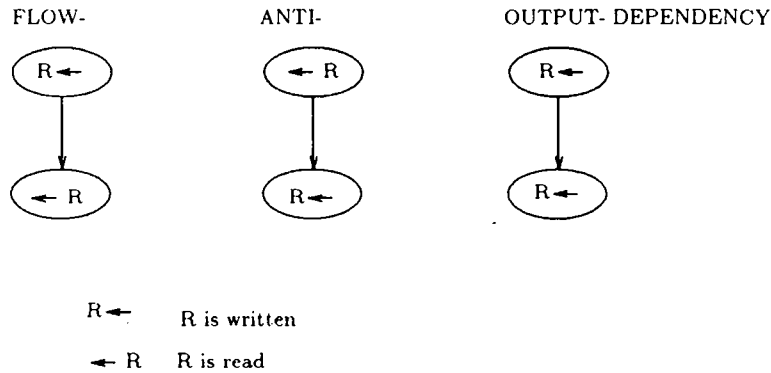 FLOW- ANTI- OUTPUT- DEPENDENCY
R← ← R R←
← R R← R←
R← R is written
← R R is read